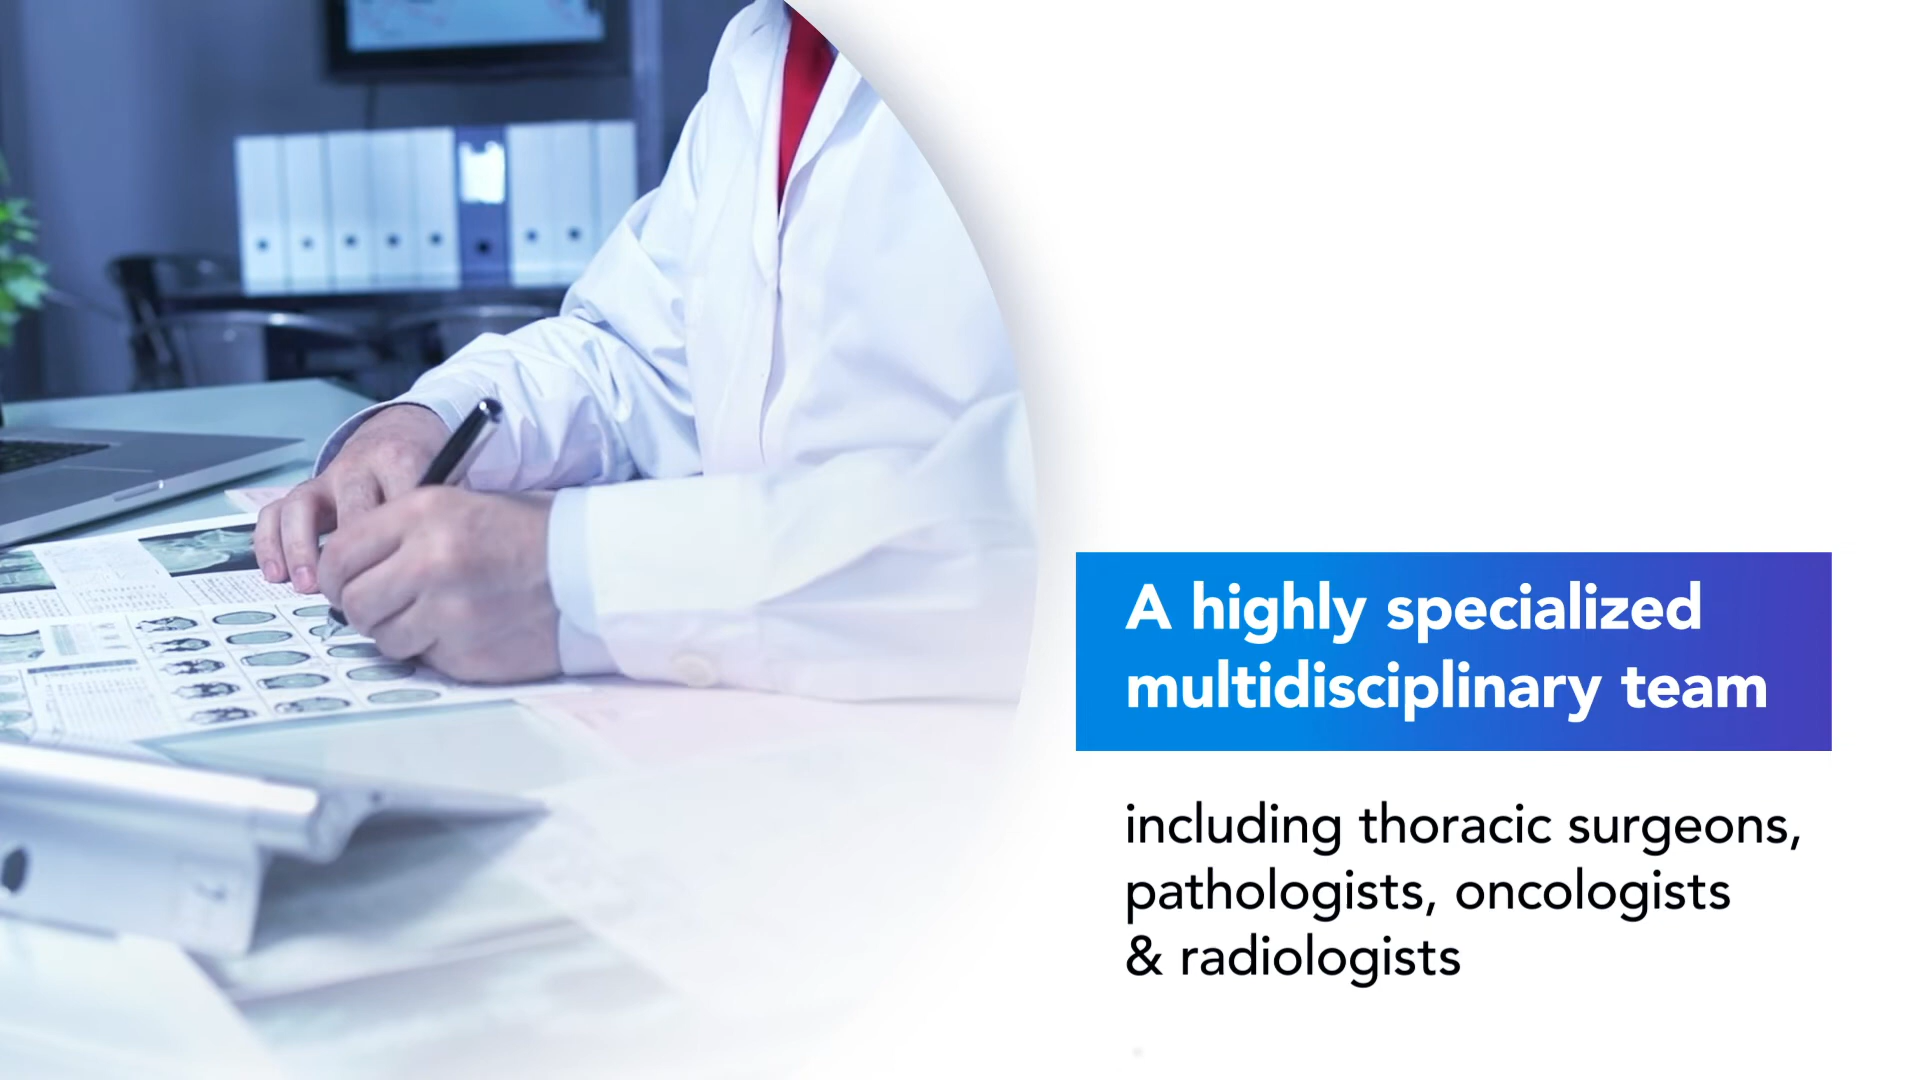 A highly specialized
multidisciplinary team
including thoracic surgeons,
pathologists, oncologists
& radiologists